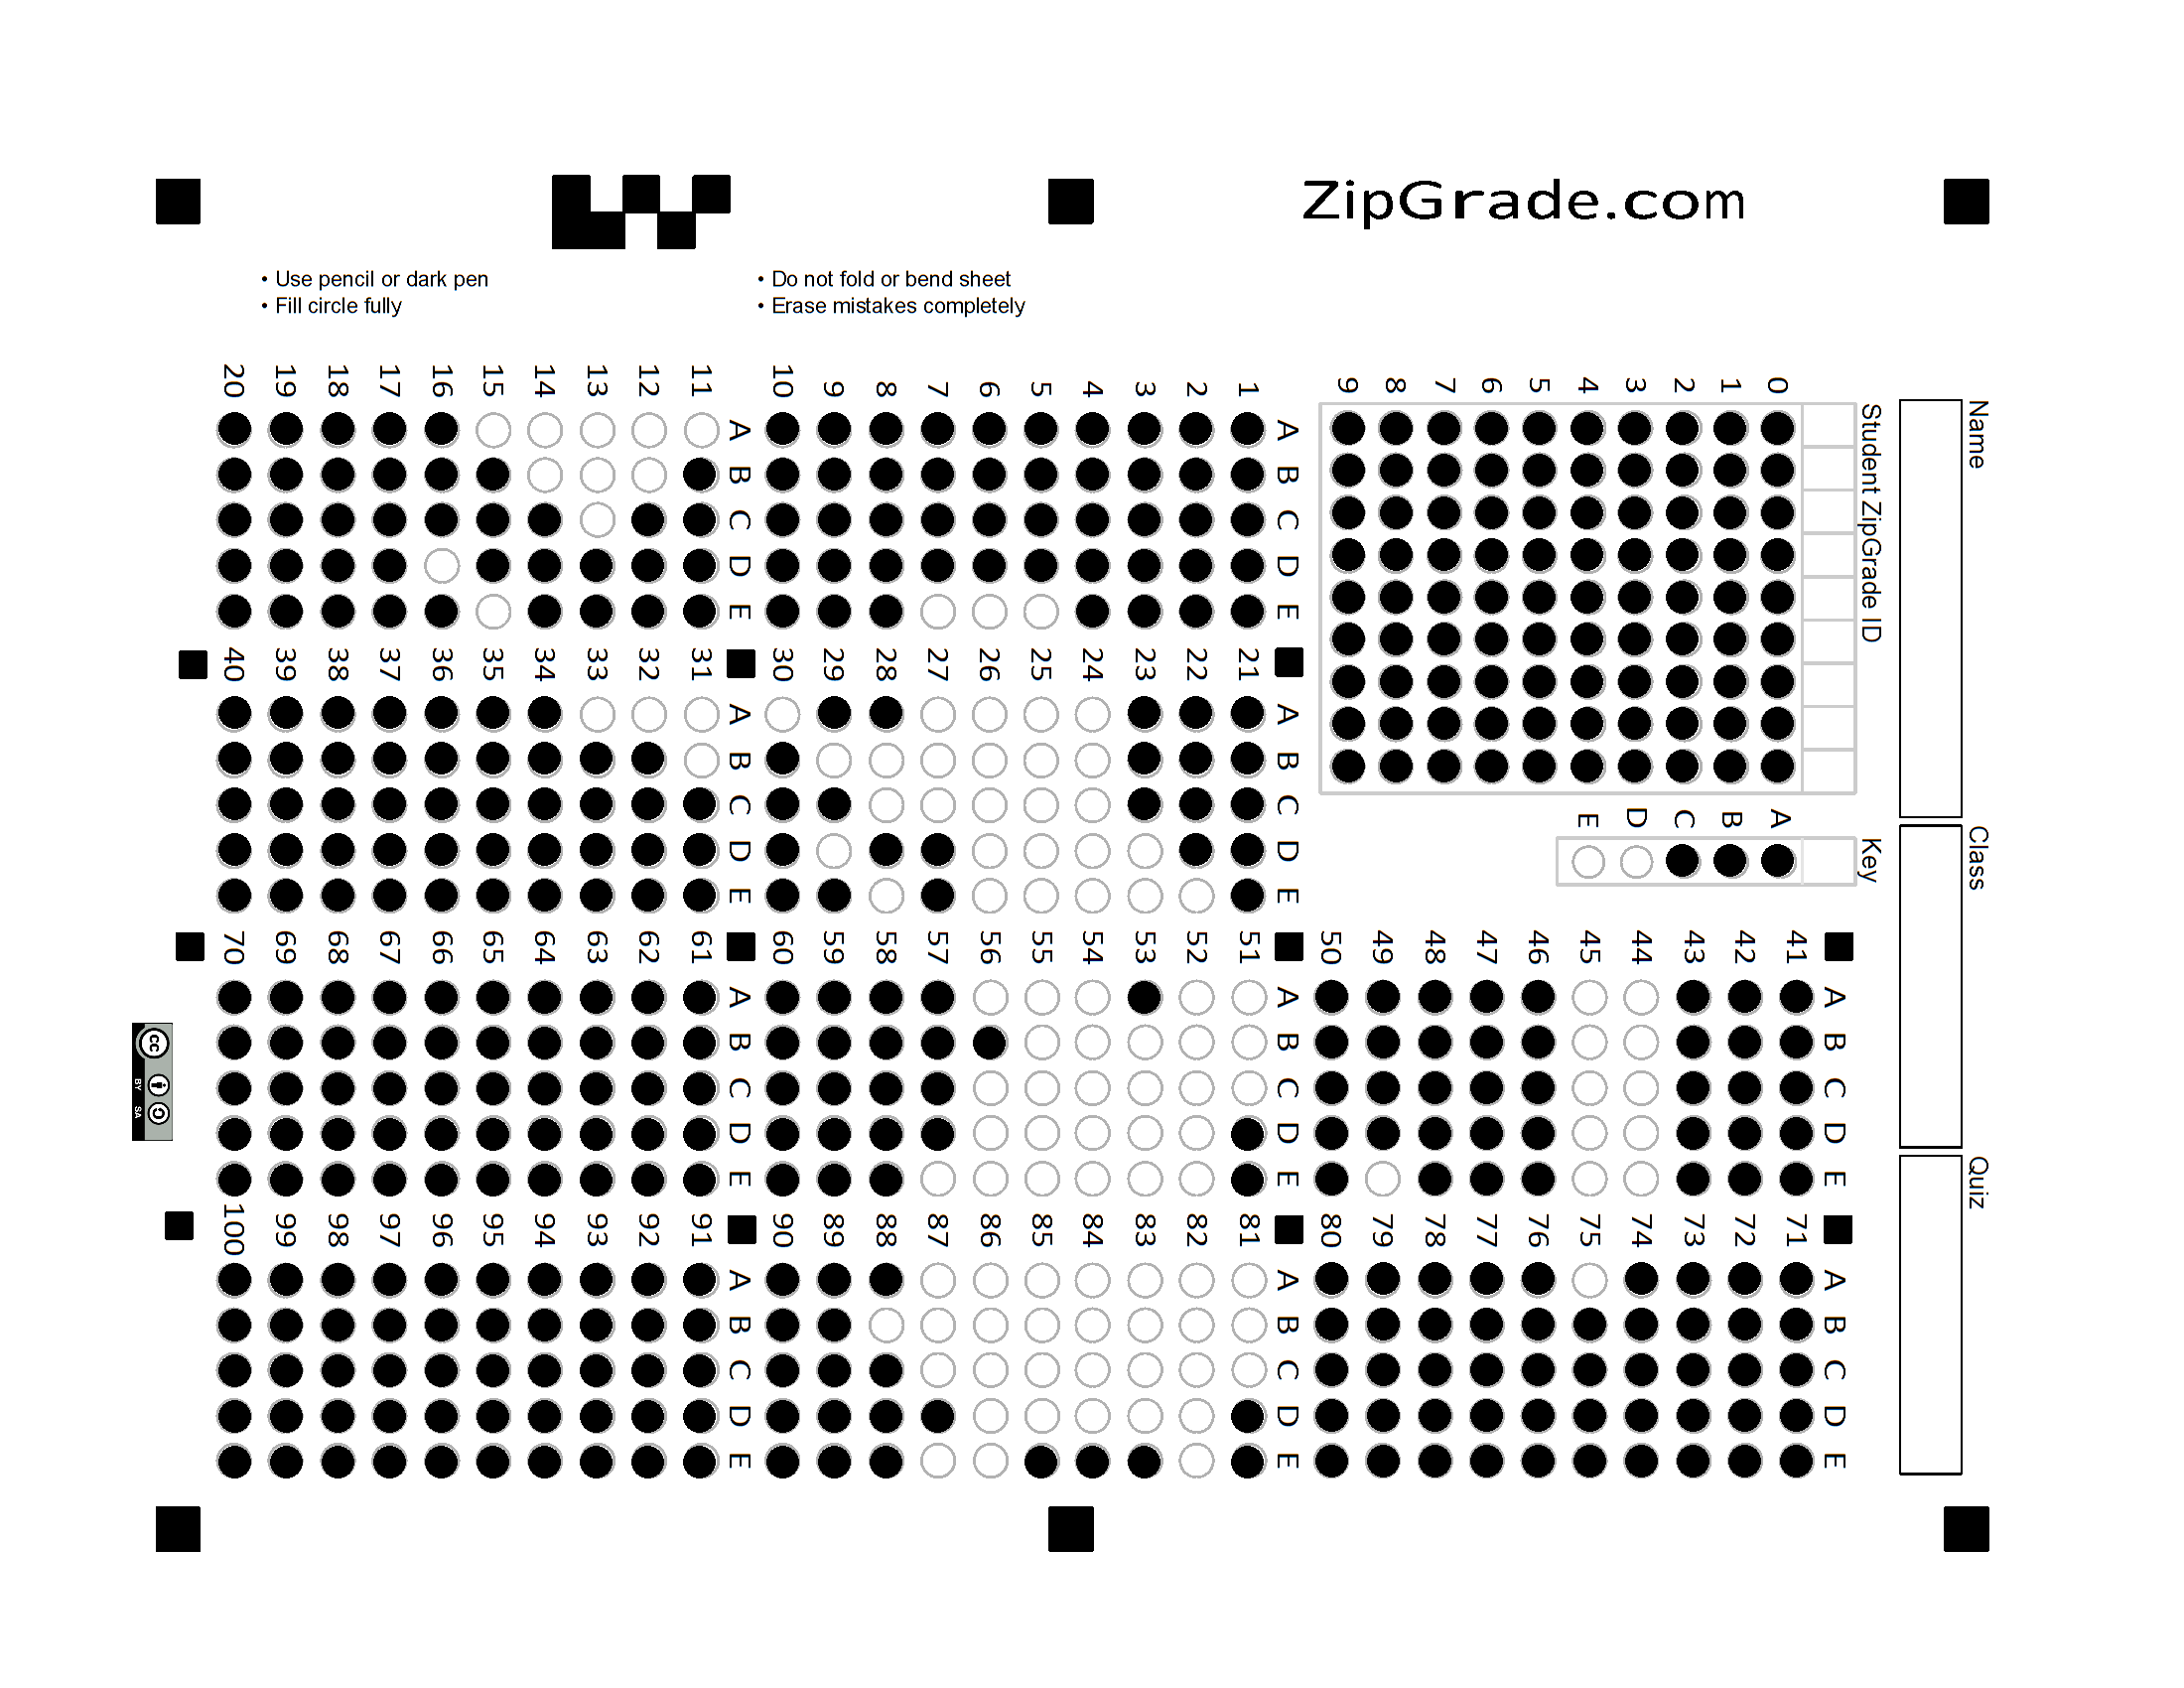 ZipGrade.com
• Use pencil or dark pen
• Fill circle fully
• Do not fold or bend sheet
• Erase mistakes completely
Name
Class
Quiz
Student ZipGrade ID
0 1 2 3 4 5 6 7 8 9
Key
A B C D E
A B C D E
1 2 3 4 5 6 7 8 9 10
A B C D E
11 12 13 14 15 16 17 18 19 20
A B C D E
21 22 23 24 25 26 27 28 29 30
A B C D E
31 32 33 34 35 36 37 38 39 40
A B C D E
41 42 43 44 45 46 47 48 49 50
A B C D E
51 52 53 54 55 56 57 58 59 60
A B C D E
61 62 63 64 65 66 67 68 69 70
A B C D E
71 72 73 74 75 76 77 78 79 80
A B C D E
81 82 83 84 85 86 87 88 89 90
A B C D E
91 92 93 94 95 96 97 98 99 100
cc
BY SA